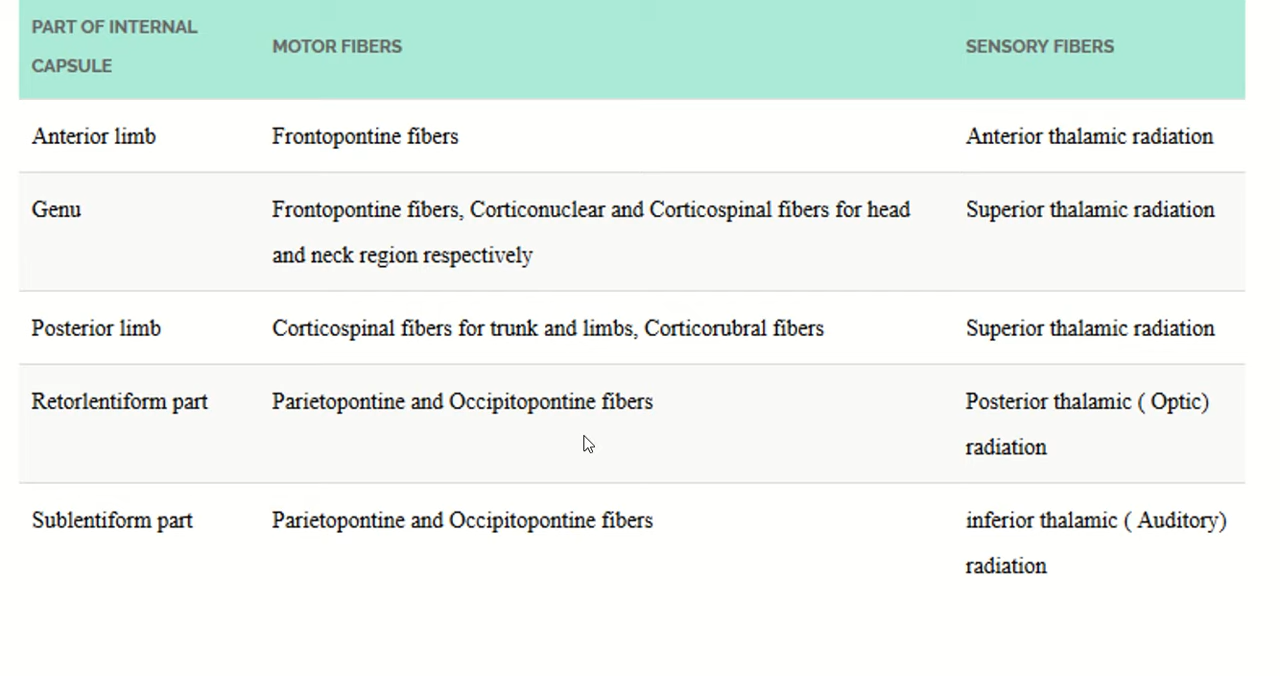 PART OF INTERNAL
CAPSULE
MOTOR FIBERS
SENSORY FIBERS
Anterior limb
Frontopontine fibers
Anterior thalamic radiation
Genu
Frontopontine fibers, Corticonuclear and Corticospinal fibers for head
and neck region respectively
Superior thalamic radiation
Posterior limb
Corticospinal fibers for trunk and limbs, Corticorubral fibers
Superior thalamic radiation
Retorlentiform part
Parietopontine and Occipitopontine fibers
Posterior thalamic ( Optic)
radiation
Sublentiform part
Parietopontine and Occipitopontine fibers
inferior thalamic ( Auditory)
radiation